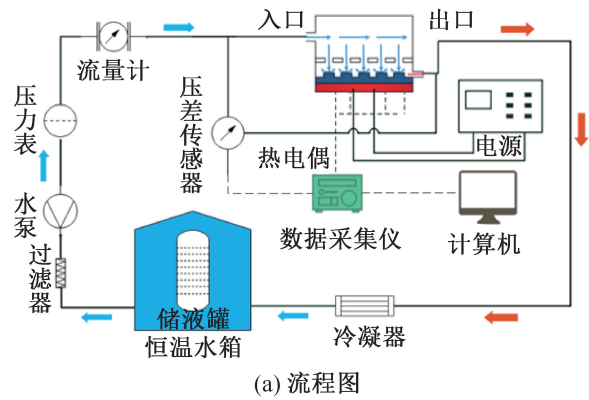 入口
出口
流量计
压力表
压差传感器
电源
热电偶
水泵
数据采集仪
计算机
过滤器
储液罐
恒温水箱
冷凝器
(a) 流程图